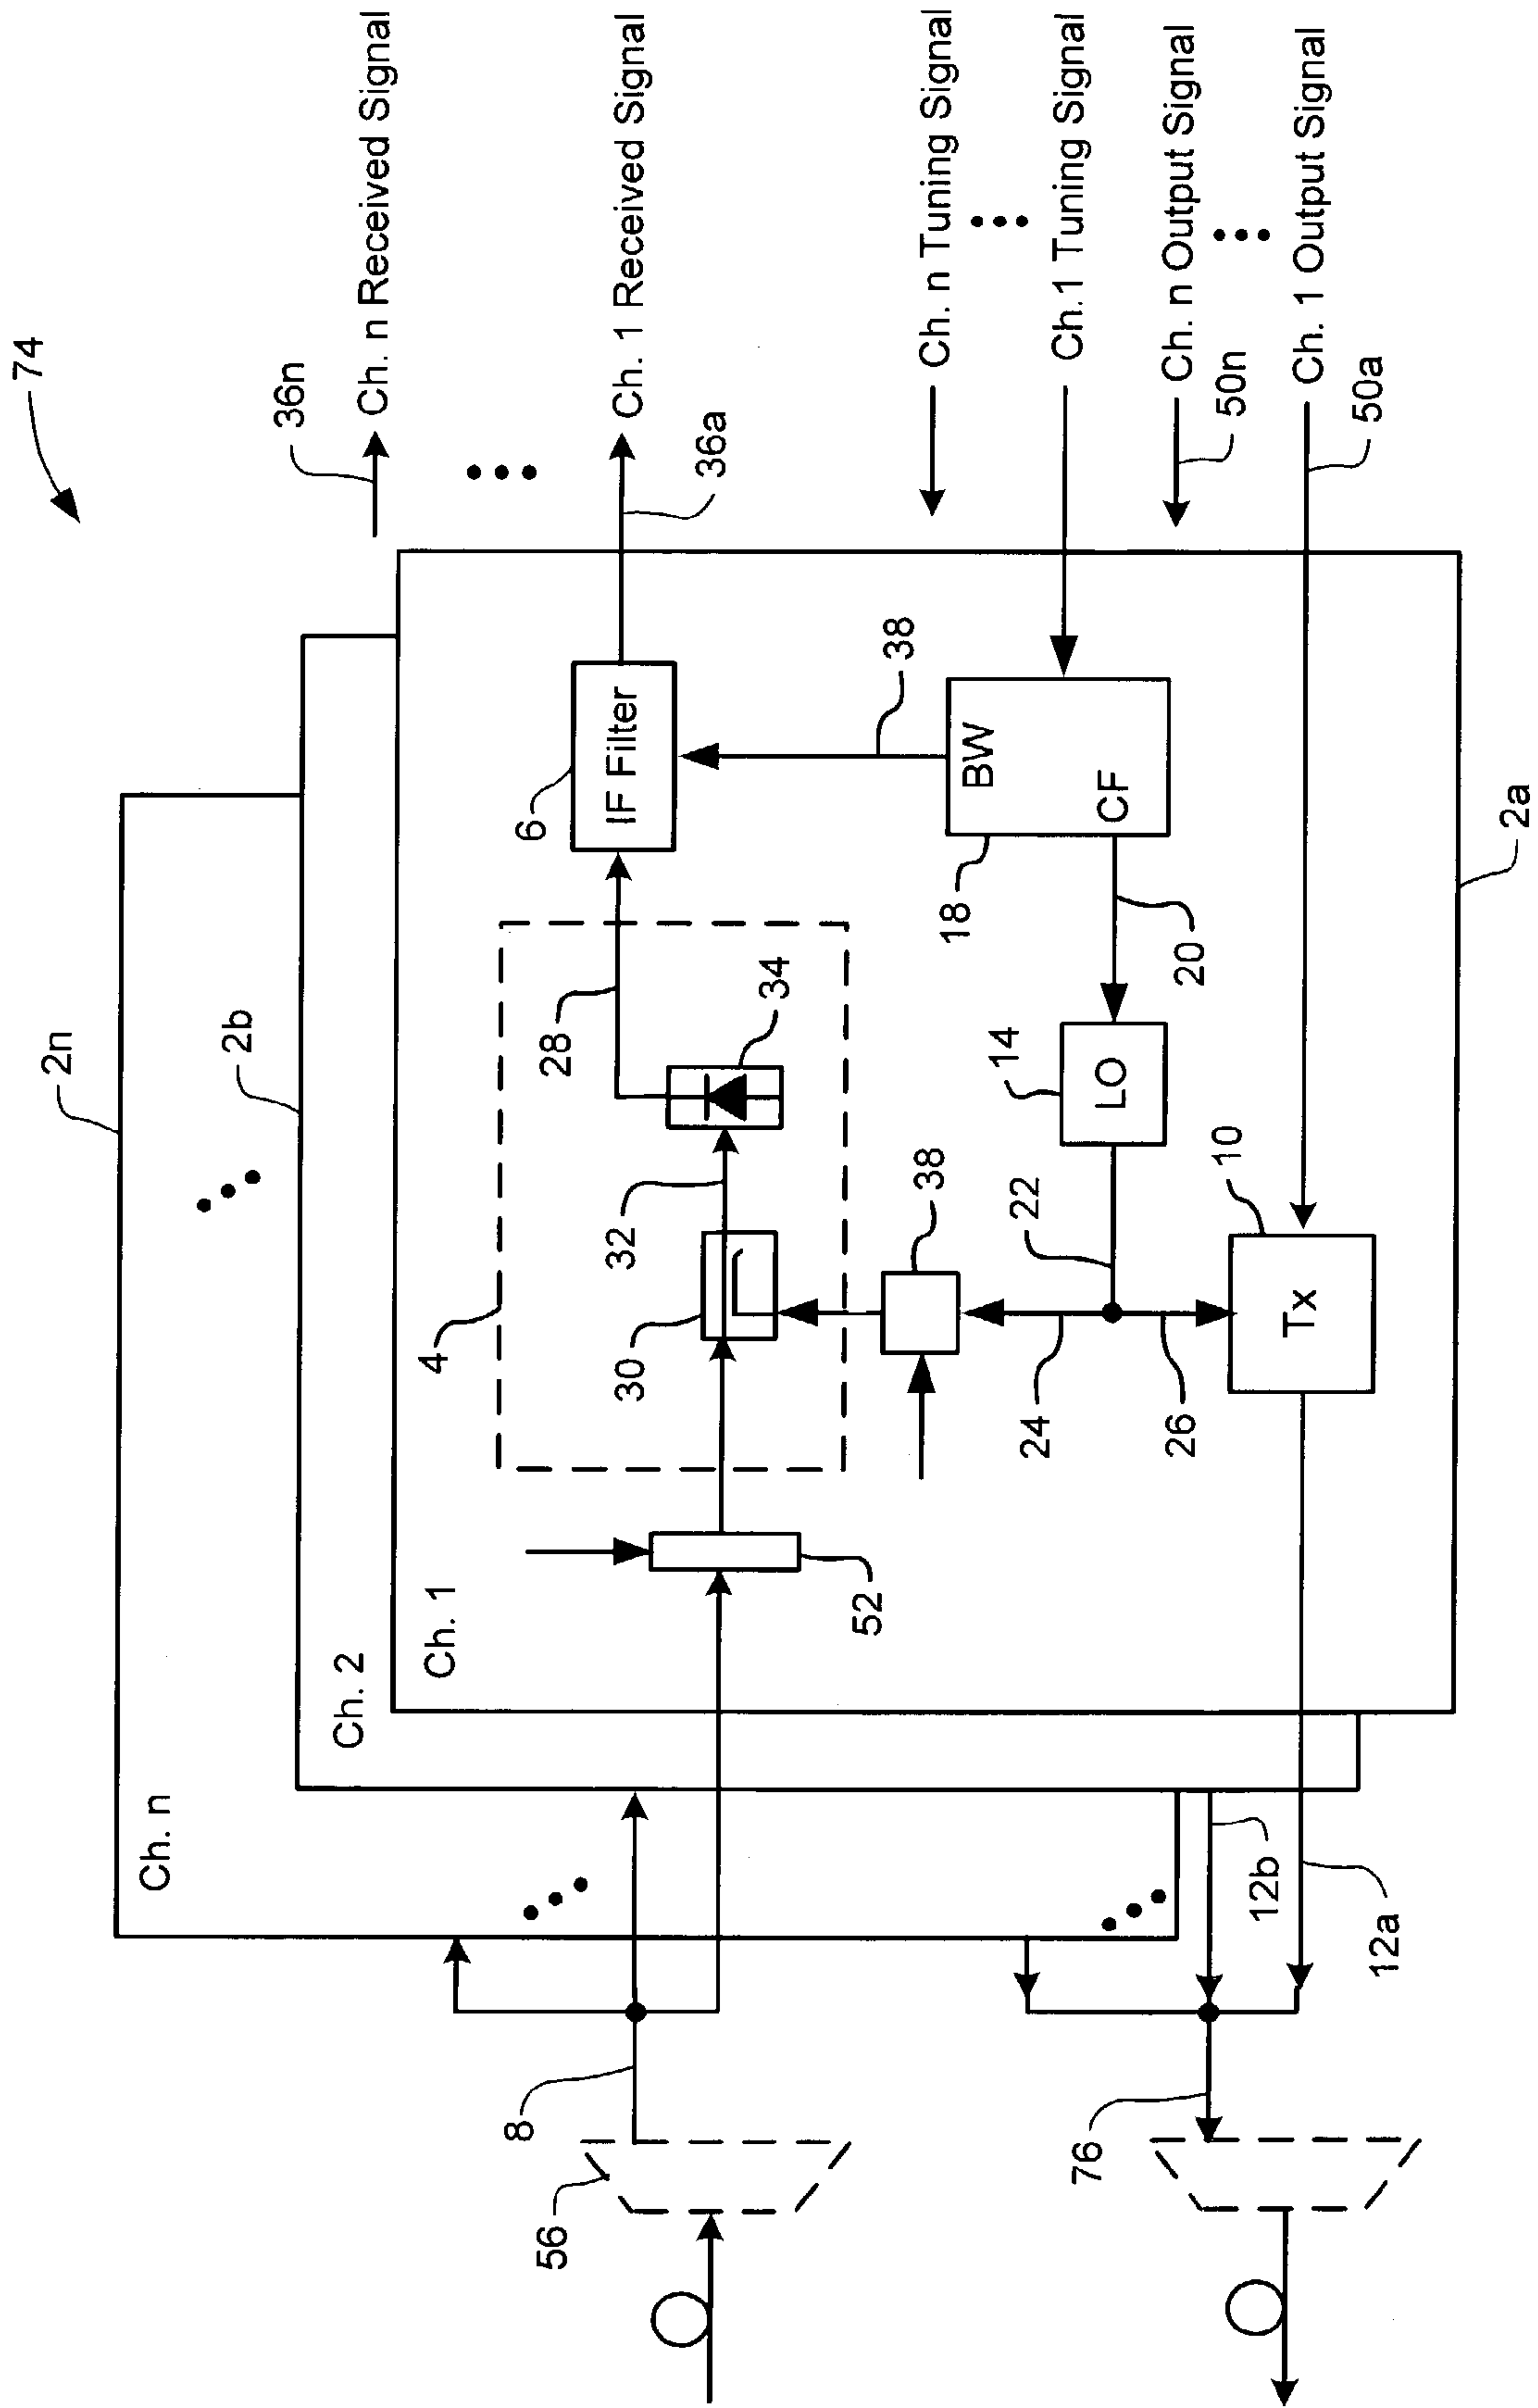 74
36n
Ch. n Received Signal
Ch. 1 Received Signal
36a
Ch. n Tuning Signal
Ch.1 Tuning Signal
Ch. n Output Signal
50n
Ch. 1 Output Signal
50a
2n
2b
2a
Ch. n
Ch. 2
Ch. 1
4
6
IF Filter
28
34
32
30
38
BW
CF
18
38
20
14
LO
22
24
26
10
Tx
52
8
56
12b
12a
76